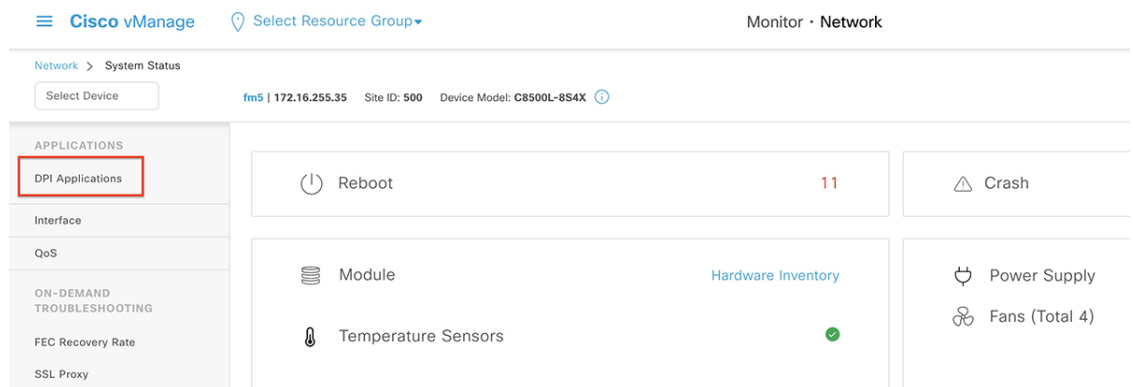 Cisco vManage Select Resource Group Monitor · Network
Network > System Status
Select Device
fm5 | 172.16.255.35 Site ID: 500 Device Model: C8500L-8S4X
APPLICATIONS
DPI Applications
Interface
QoS
ON-DEMAND
TROUBLESHOOTING
FEC Recovery Rate
SSL Proxy
Reboot 11
Crash
Module Hardware Inventory
Temperature Sensors
Power Supply
Fans (Total 4)